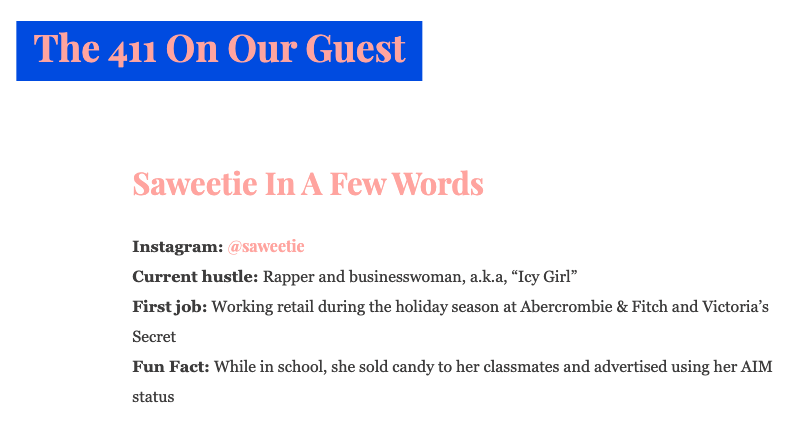 The 411 On Our Guest
Saweetie In A Few Words
Instagram: @saweetie
Current hustle: Rapper and businesswoman, a.k.a, “Icy Girl”
First job: Working retail during the holiday season at Abercrombie & Fitch and Victoria’s
Secret
Fun Fact: While in school, she sold candy to her classmates and advertised using her AIM
status